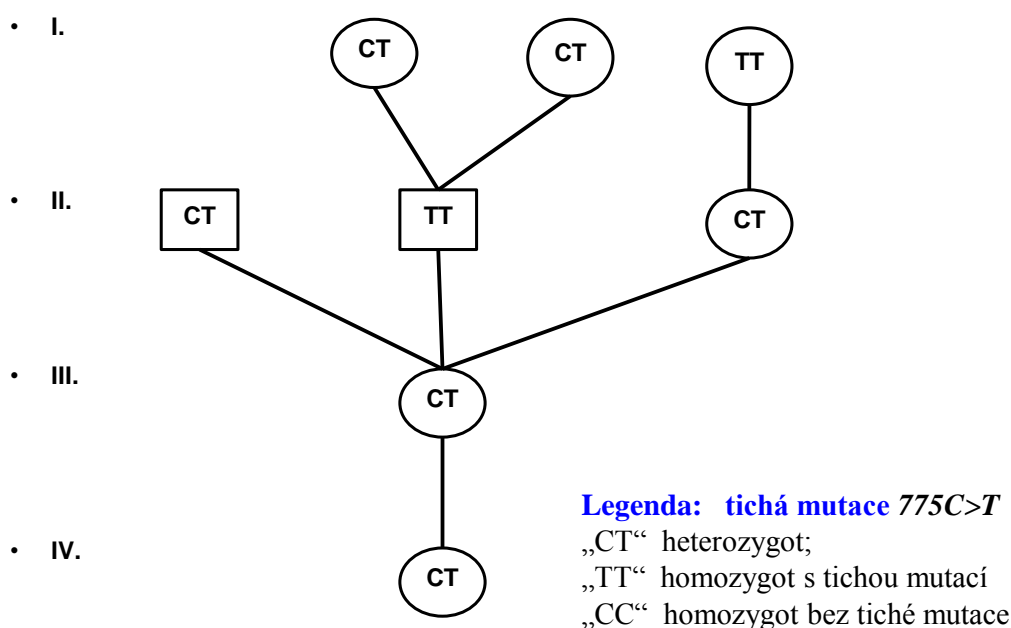 • I. CT CT TT
• II. CT TT CT
• III. CT
Legenda: tichá mutace 775C>T
„CT“ heterozygot;
• IV. CT
„TT“ homozygot s tichou mutací
„CC“ homozygot bez tiché mutace